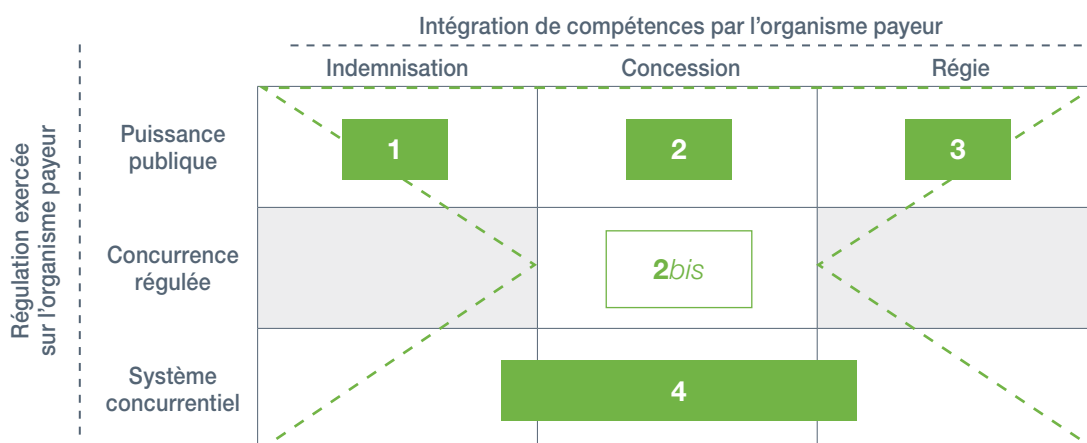 Intégration de compétences par l'organisme payeur
Indemnisation
Concession
Régie
Régulation exercée
sur l'organisme payeur
Puissance
publique
1
2
3
Concurrence
régulée
2bis
Système
concurrentiel
4